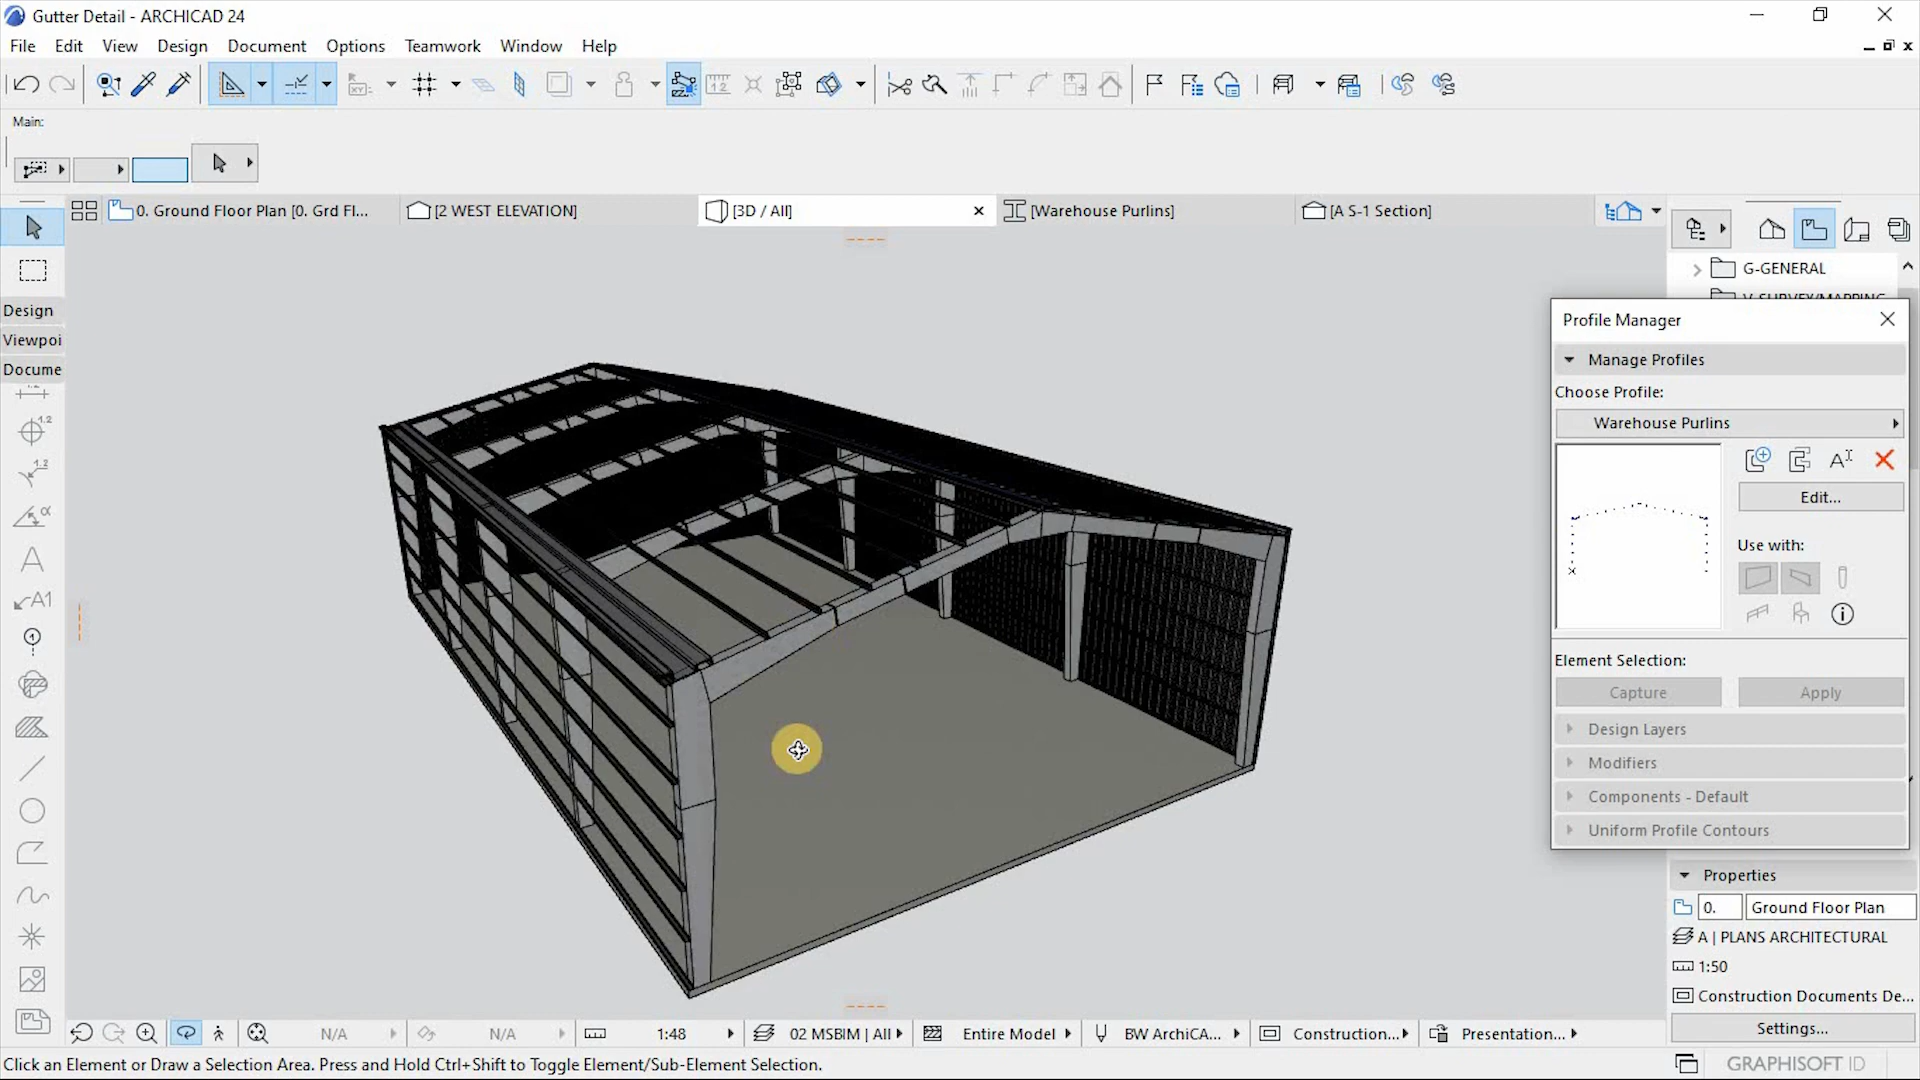 Gutter Detail - ARCHICAD 24
File Edit View Design Document Options Teamwork Window Help
Main:
0. Ground Floor Plan [0. Grd Fl...
[2 WEST ELEVATION]
[3D / All]
[Warehouse Purlins]
[A S-1 Section]
G-GENERAL
V-SURVEY/MAPPING
Design
Viewpoi
Docume
Profile Manager
Manage Profiles
Choose Profile:
Warehouse Purlins
Edit...
Use with:
Element Selection:
Capture Apply
Design Layers
Modifiers
Components - Default
Uniform Profile Contours
Properties
0. Ground Floor Plan
A | PLANS ARCHITECTURAL
1:50
Construction Documents De...
Settings...
N/A N/A 1:48 02 MSBIM | All Entire Model BW ArchiCA... Construction... Presentation...
Click an Element or Draw a Selection Area. Press and Hold Ctrl+Shift to Toggle Element/Sub-Element Selection.
GRAPHISOFT ID